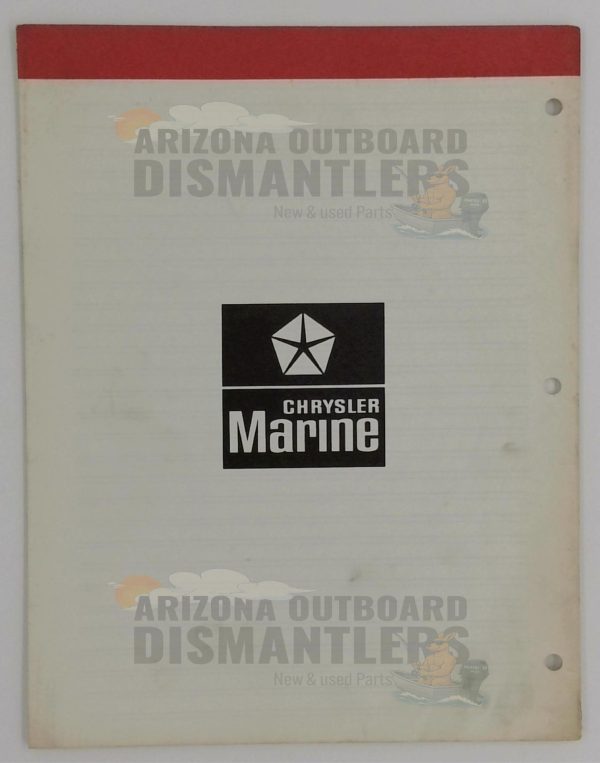 ARIZONA OUTBOARD
DISMANTLERS
New & used Parts
CHRYSLER
Marine
ARIZONA OUTBOARD
DISMANTLERS
New & used Parts